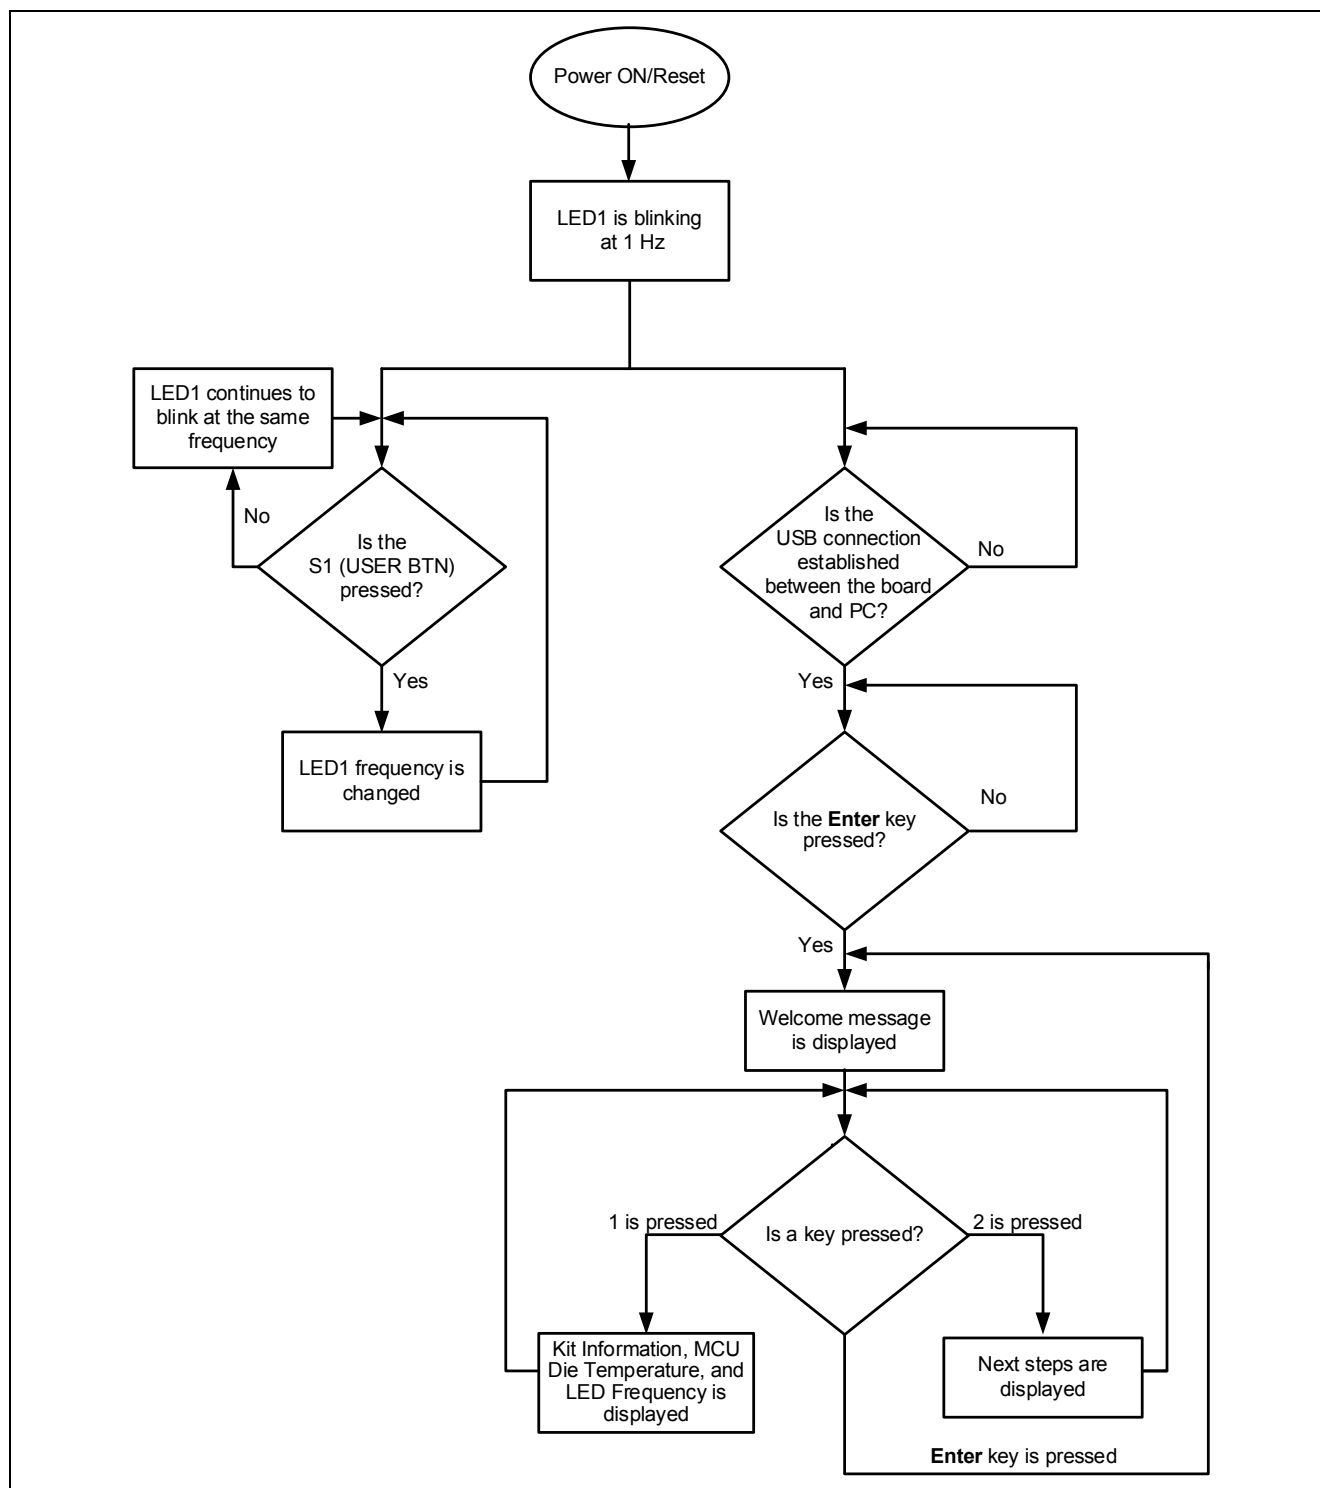 Power ON/Reset
LED1 is blinking
at 1 Hz
LED1 continues to
blink at the same
frequency
No
Is the
S1 (USER BTN)
pressed?
Yes
LED1 frequency is
changed
Is the
USB connection
established
between the board
and PC?
No
Yes
Is the Enter key
pressed?
No
Yes
Welcome message
is displayed
1 is pressed
Is a key pressed?
2 is pressed
Kit Information, MCU
Die Temperature, and
LED Frequency is
displayed
Next steps are
displayed
Enter key is pressed